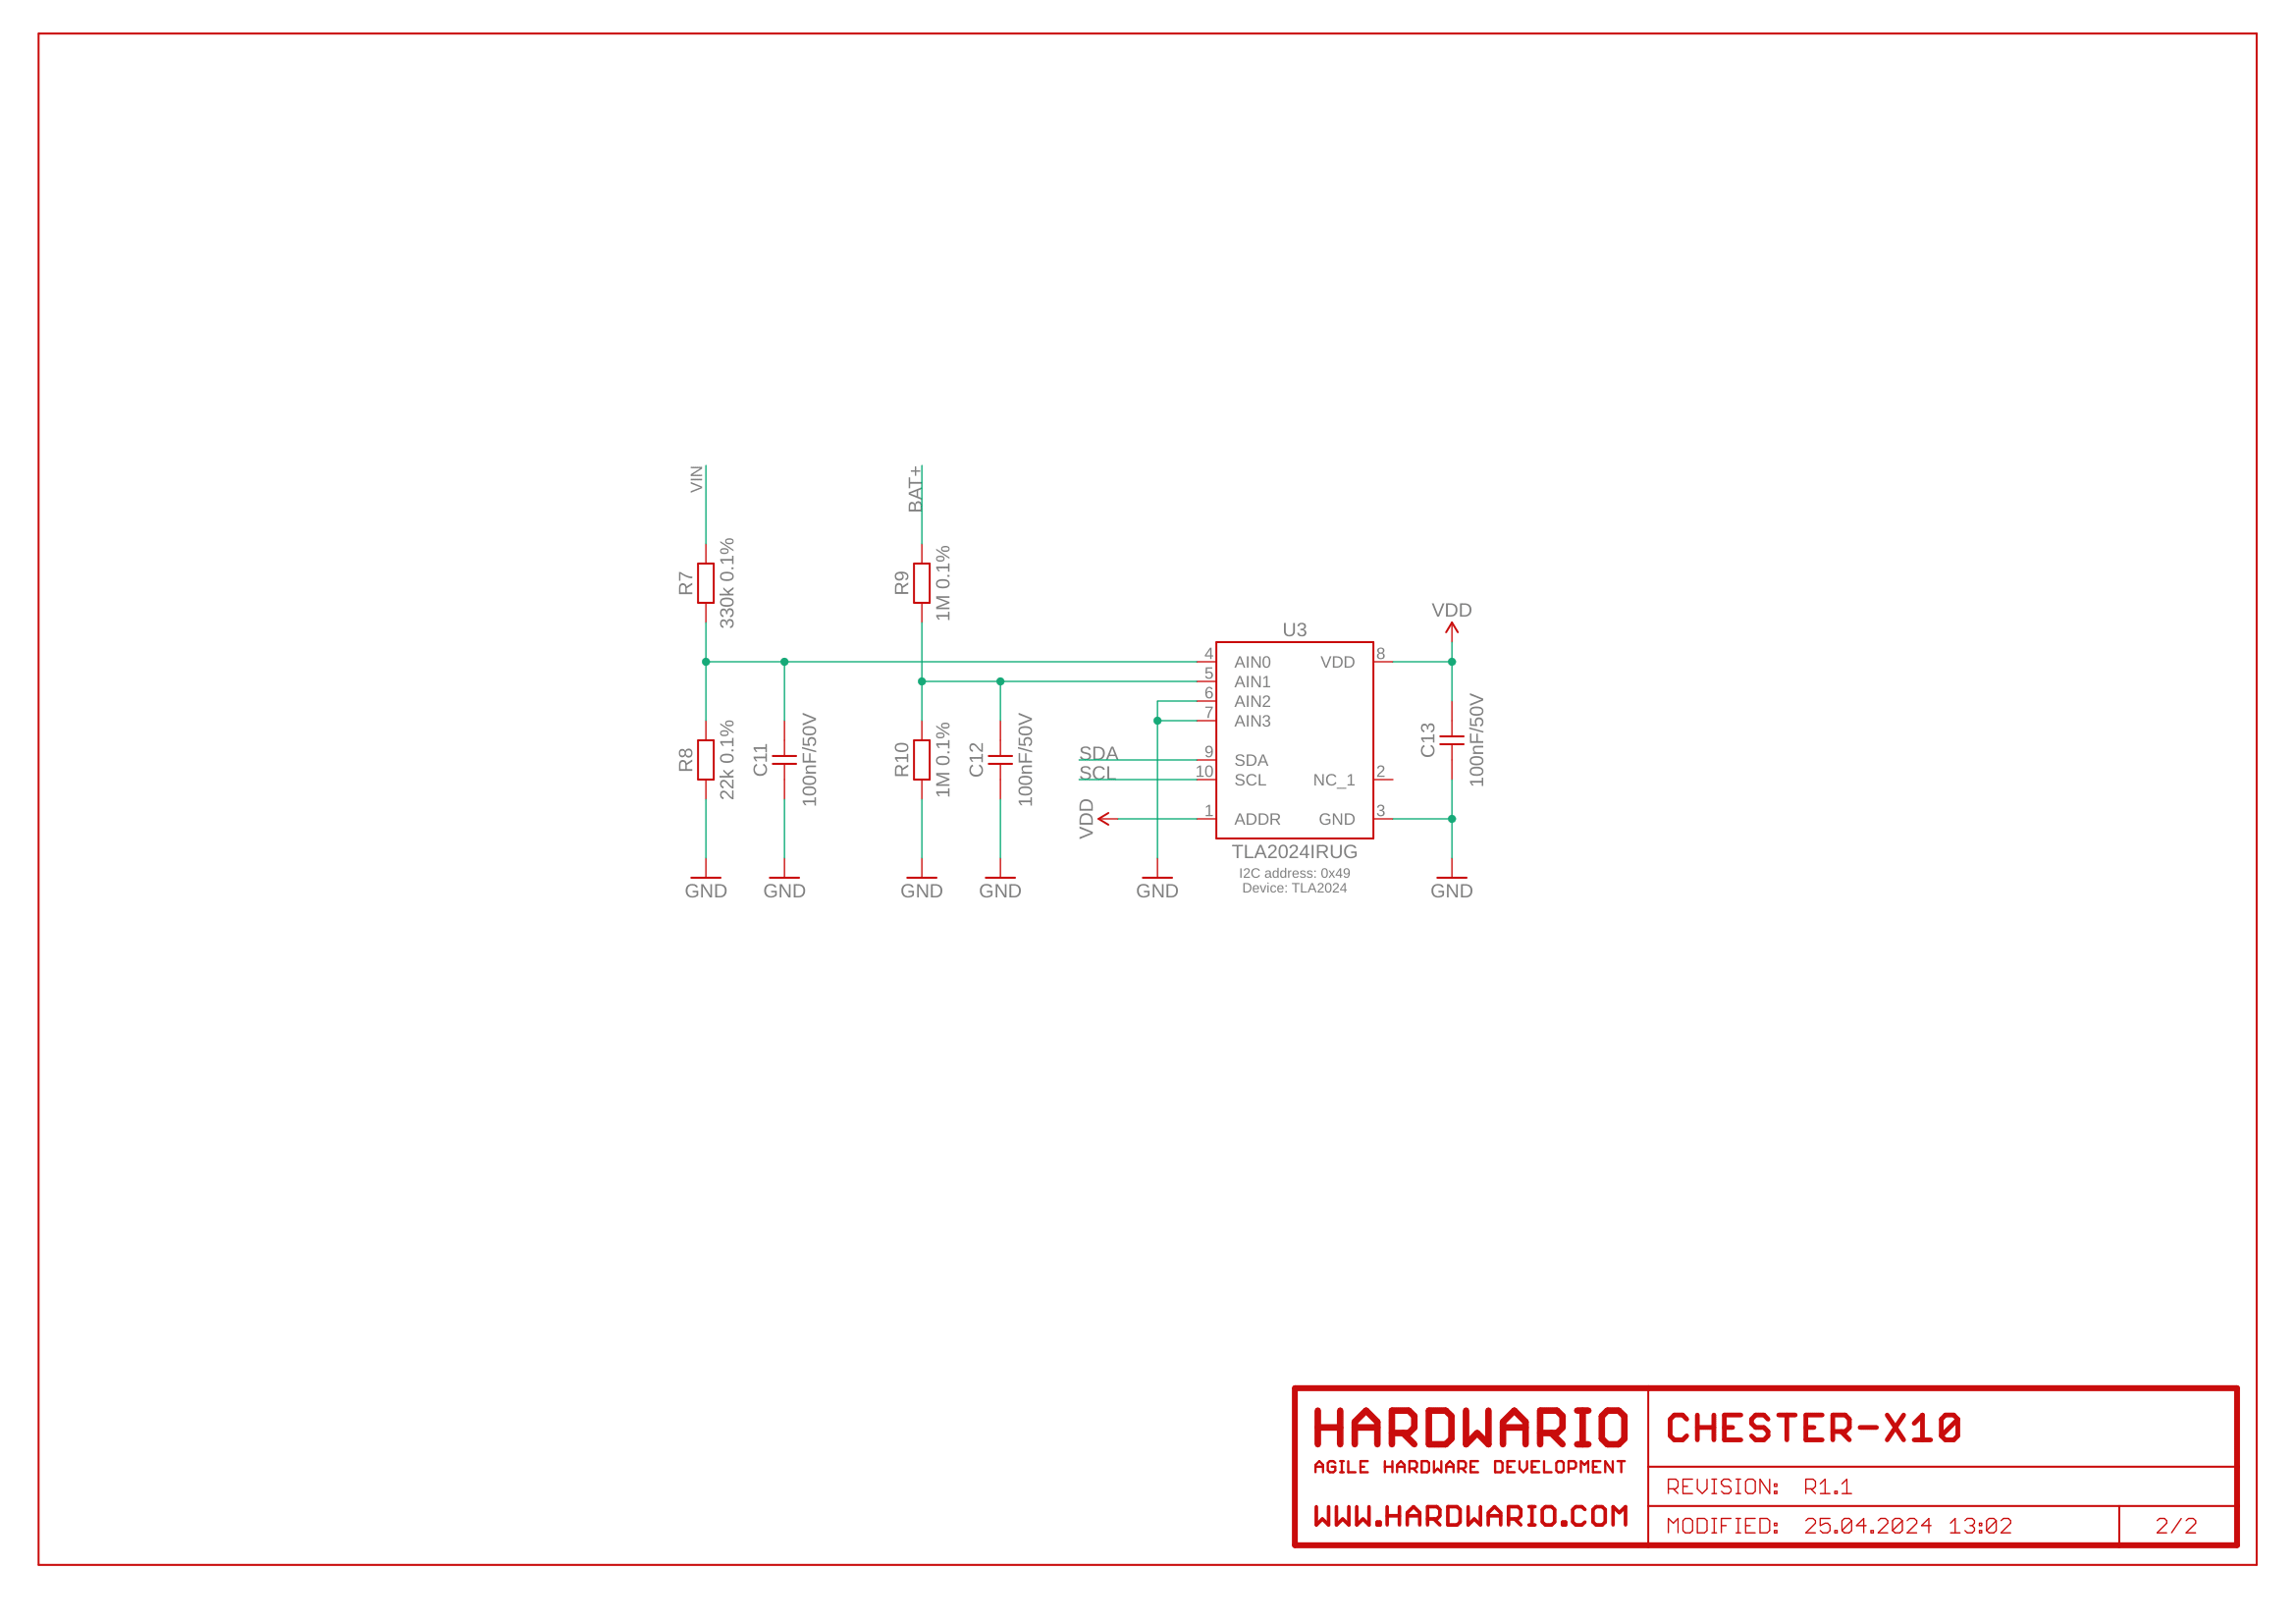 VIN
BAT+
R7
330k 0.1%
R9
1M 0.1%
VDD
U3
4 AIN0 VDD 8
5 AIN1
6 AIN2
7 AIN3
SDA 9 SDA
SCL 10 SCL NC_1 2
VDD 1 ADDR GND 3
R8
22k 0.1%
C11
100nF/50V
R10
1M 0.1%
C12
100nF/50V
C13
100nF/50V
TLA2024IRUG
I2C address: 0x49
Device: TLA2024
GND
GND
GND
GND
GND
GND
HARDWARIO
AGILE HARDWARE DEVELOPMENT
WWW.HARDWARIO.COM
CHESTER-X10
REVISION: R1.1
MODIFIED: 25.04.2024 13:02
2/2